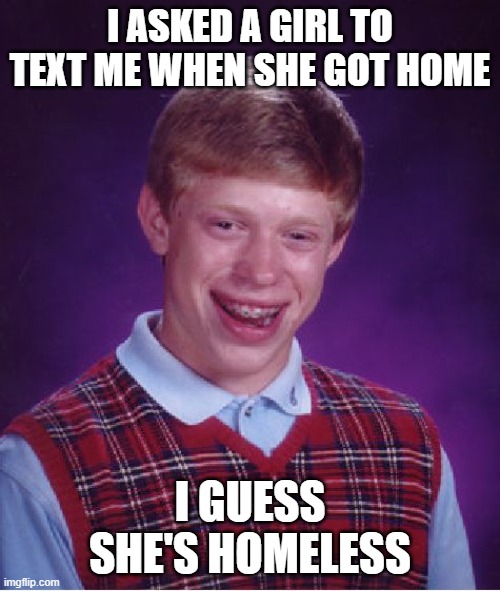 I ASKED A GIRL TO
TEXT ME WHEN SHE GOT HOME
I GUESS
SHE'S HOMELESS
imgflip.com